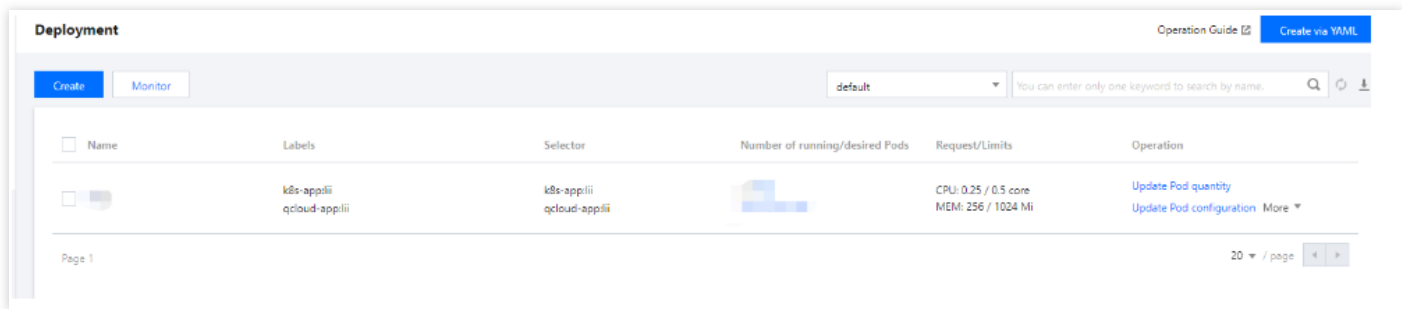 Deployment
Operation Guide
Create via YAML
Create
Monitor
default
You can enter only one keyword to search by name.
Name
Labels
Selector
Number of running/desired Pods
Request/Limits
Operation
k8s-app:lii
qcloud-app:lii
k8s-app:lii
qcloud-app:lii
CPU: 0.25 / 0.5 core
MEM: 256 / 1024 Mi
Update Pod quantity
Update Pod configuration More
Page 1
20 / page